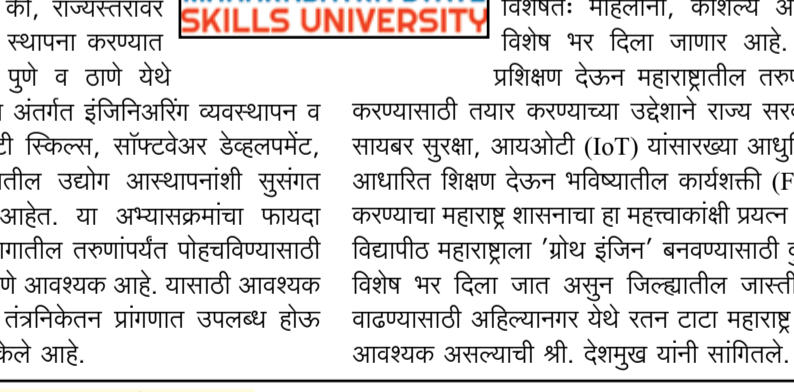 की, राज्यस्तरावर
स्थापना करण्यात
पुणे व ठाणे येथे
अंतर्गत इंजिनिअरिंग व्यवस्थापन व
स्किल्स, सॉफ्टवेअर डेव्हलपमेंट,
उद्योग आस्थापनांशी सुसंगत
आहेत. या अभ्यासक्रमांचा फायदा
तरुणांपर्यंत पोहचविण्यासाठी
आवश्यक आहे. यासाठी आवश्यक
तंत्रनिकेतन प्रांगणात उपलब्ध होऊ
केले आहे.
SKILLS UNIVERSITY
विशेषतः महिलांना, कौशल्य
विशेष भर दिला जाणार आहे.
प्रशिक्षण देऊन महाराष्ट्रातील
करण्यासाठी तयार करण्याच्या उद्देशाने राज्य
सायबर सुरक्षा, आयओटी (IoT) यांसारख्या
आधारित शिक्षण देऊन भविष्यातील कार्यशक्ती (F
करण्याचा महाराष्ट्र शासनाचा हा महत्त्वाकांक्षी प्रयत्न
विद्यापीठ महाराष्ट्राला 'ग्रोथ इंजिन' बनवण्यासाठी
विशेष भर दिला जात असुन जिल्ह्यातील
वाढण्यासाठी अहिल्यानगर येथे रतन टाटा महाराष्ट्र
आवश्यक असल्याची श्री. देशमुख यांनी सांगितले.